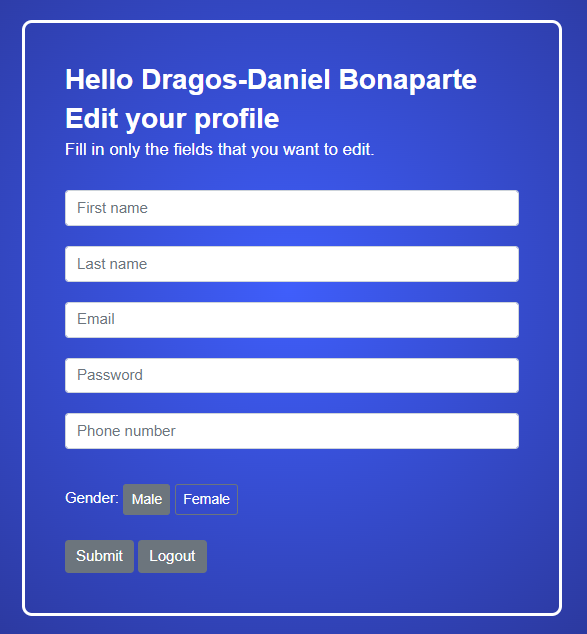 Hello Dragos-Daniel Bonaparte
Edit your profile
Fill in only the fields that you want to edit.
First name
Last name
Email
Password
Phone number
Gender: Male Female
Submit Logout